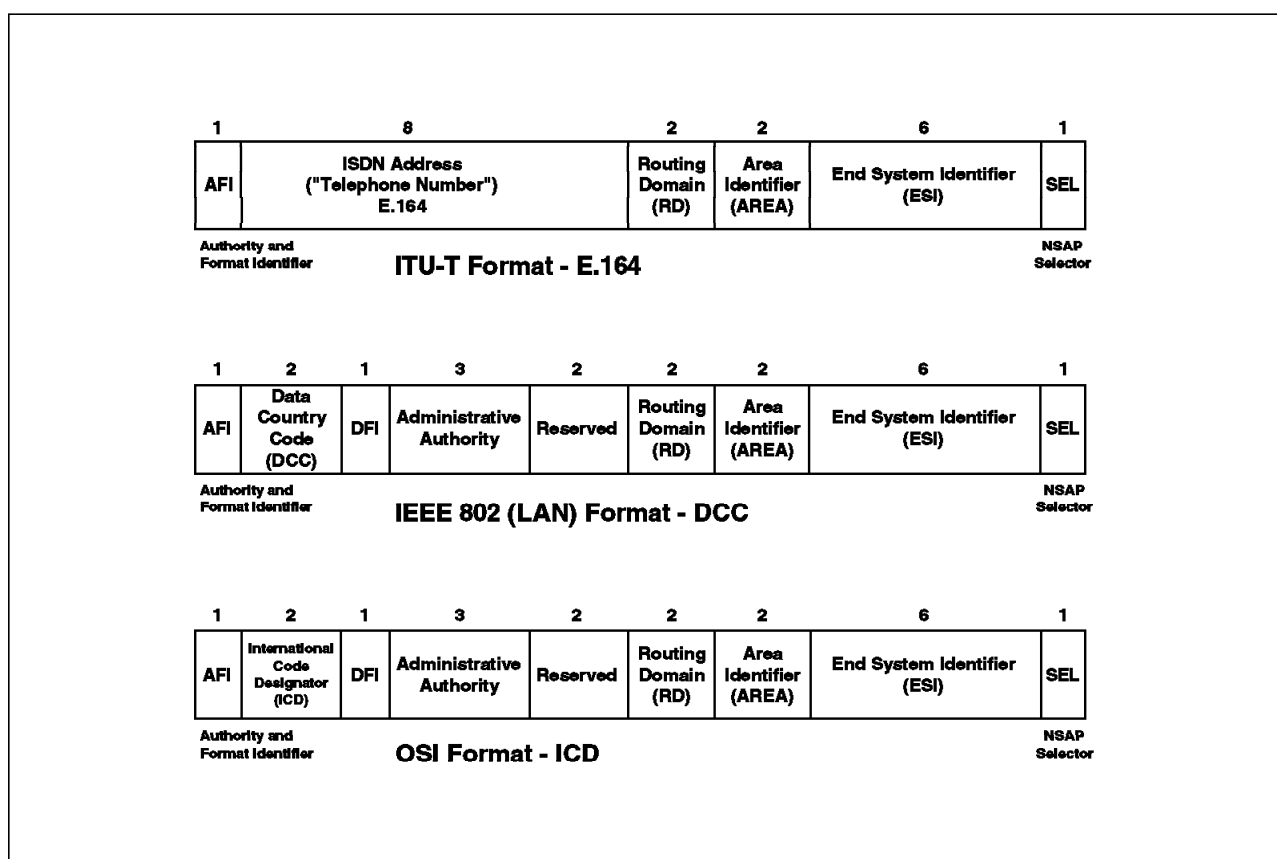 1 8 2 2 6 1
AFI
ISDN Address
("Telephone Number")
E.164
Routing
Domain
(RD)
Area
Identifier
(AREA)
End System Identifier
(ESI)
SEL
Authority and
Format Identifier
ITU-T Format - E.164
NSAP
Selector
1 2 1 3 2 2 2 6 1
AFI
Data
Country
Code
(DCC)
DFI
Administrative
Authority
Reserved
Routing
Domain
(RD)
Area
Identifier
(AREA)
End System Identifier
(ESI)
SEL
Authority and
Format Identifier
IEEE 802 (LAN) Format - DCC
NSAP
Selector
1 2 1 3 2 2 2 6 1
AFI
International
Code
Designator
(ICD)
DFI
Administrative
Authority
Reserved
Routing
Domain
(RD)
Area
Identifier
(AREA)
End System Identifier
(ESI)
SEL
Authority and
Format Identifier
OSI Format - ICD
NSAP
Selector